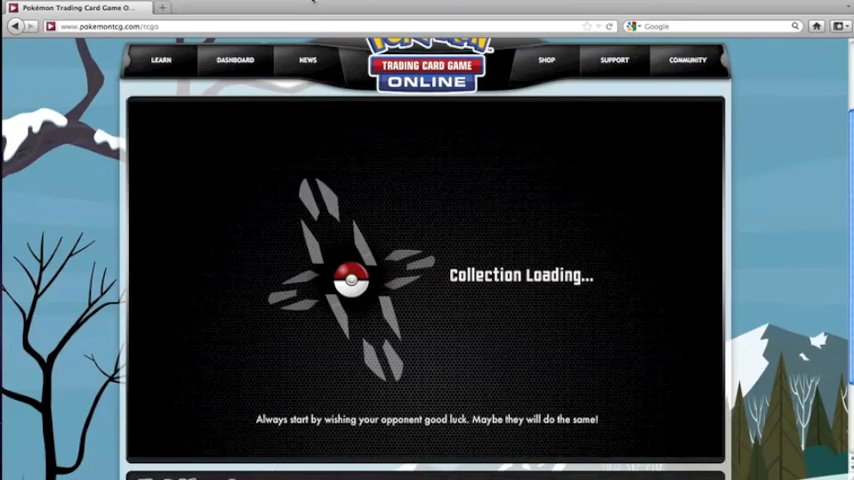 Pokémon Trading Card Game O...
www.pokemontcg.com/tcgo
Google
LEARN
DASHBOARD
NEWS
TRADING CARD GAME
ONLINE
SHOP
SUPPORT
COMMUNITY
Collection Loading...
Always start by wishing your opponent good luck. Maybe they will do the same!